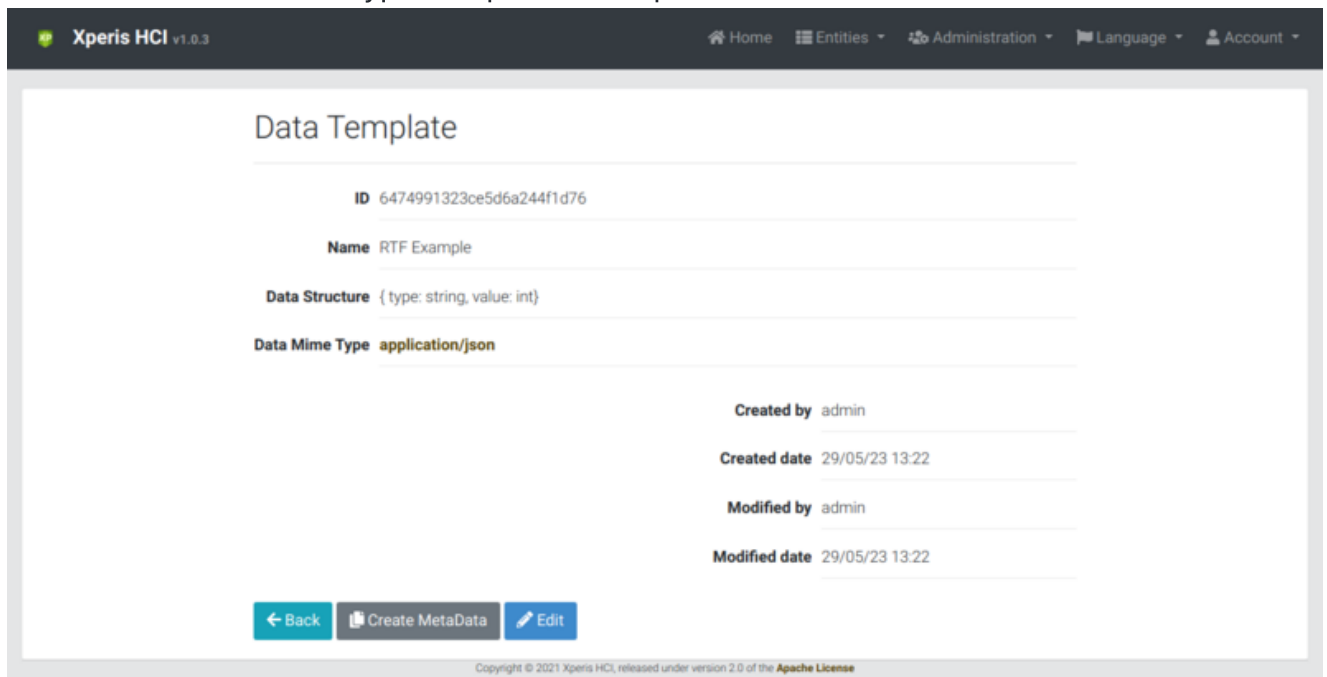 XP Xperis HCI v1.0.3 Home Entities Administration Language Account
Data Template
ID 6474991323ce5d6a244f1d76
Name RTF Example
Data Structure { type: string, value: int}
Data Mime Type application/json
Created by admin
Created date 29/05/23 13:22
Modified by admin
Modified date 29/05/23 13:22
Back Create MetaData Edit
Copyright © 2021 Xperis HCI, released under version 2.0 of the Apache License